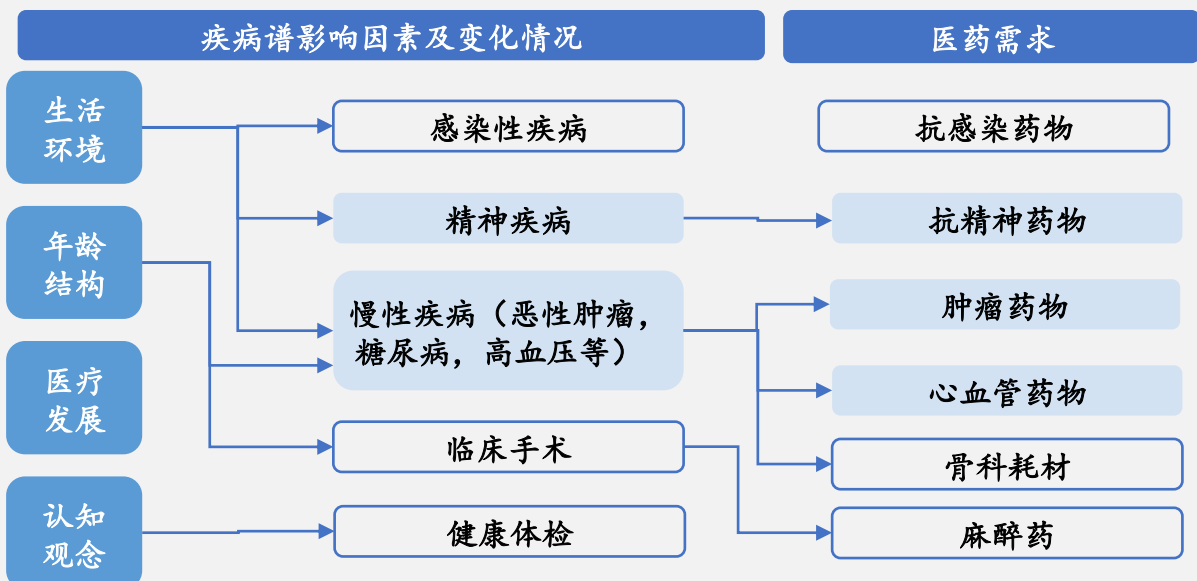 疾病谱影响因素及变化情况
医药需求
生活
环境
感染性疾病
抗感染药物
精神疾病
抗精神药物
年龄
结构
慢性疾病（恶性肿瘤，
糖尿病，高血压等）
肿瘤药物
医疗
发展
心血管药物
临床手术
骨科耗材
认知
观念
健康体检
麻醉药